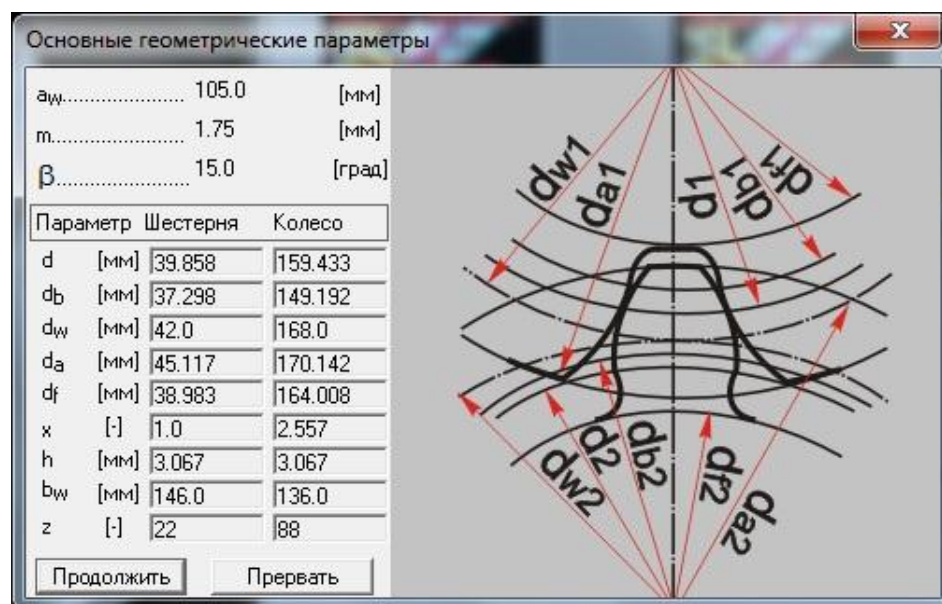 Основные геометрические параметры
aw..................... 105.0 [мм]
m..................... 1.75 [мм]
β..................... 15.0 [град]
Параметр Шестерня Колесо
d [мм] 39.858 159.433
db [мм] 37.298 149.192
dw [мм] 42.0 168.0
da [мм] 45.117 170.142
df [мм] 38.983 164.008
x [-] 1.0 2.557
h [мм] 3.067 3.067
bw [мм] 146.0 136.0
z [-] 22 88
Продолжить Прервать
dw1
da1
d1
db1
df1
dw2
d2
db2
df2
da2